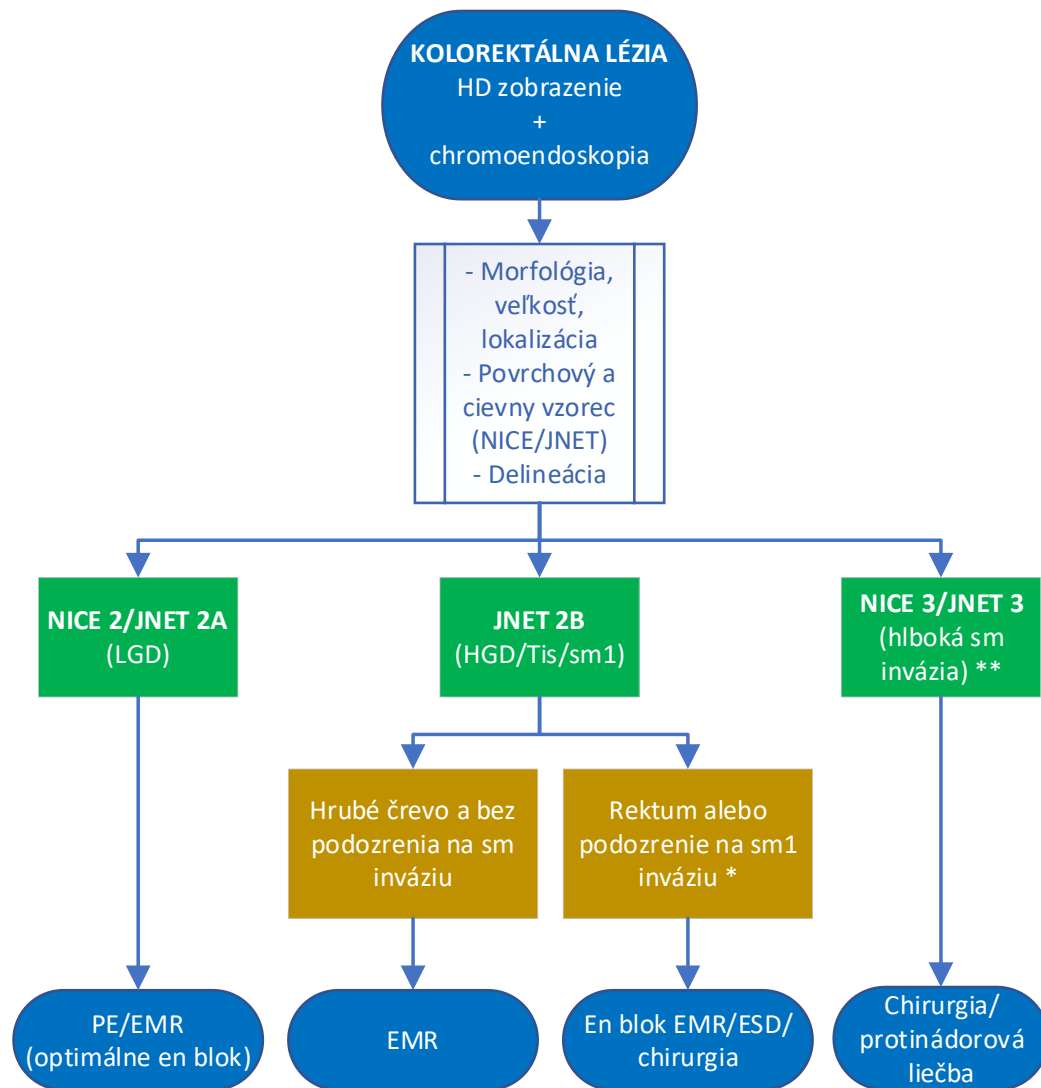 KOLOREKTÁLNA LÉZIA
HD zobrazenie
+
chromoendoskopia
- Morfológia,
veľkosť,
lokalizácia
- Povrchový a
cievny vzorec
(NICE/JNET)
- Delineácia
NICE 2/JNET 2A
(LGD)
JNET 2B
(HGD/Tis/sm1)
NICE 3/JNET 3
(hlboká sm
invázia) **
Hrubé črevo a bez
podozrenia na sm
inváziu
Rektum alebo
podozrenie na sm1
inváziu *
PE/EMR
(optimálne en blok)
EMR
En blok EMR/ESD/
chirurgia
Chirurgia/
protinádorová
liečba